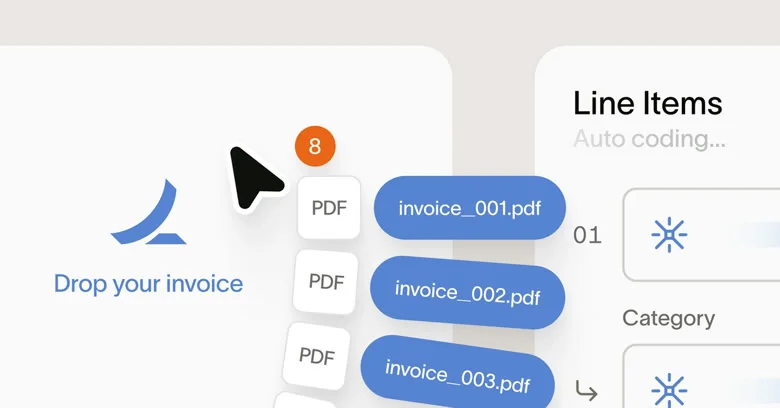 Line Items
Auto coding...
8
PDF
invoice_001.pdf
01
Drop your invoice
PDF
invoice_002.pdf
Category
PDF
invoice_003.pdf